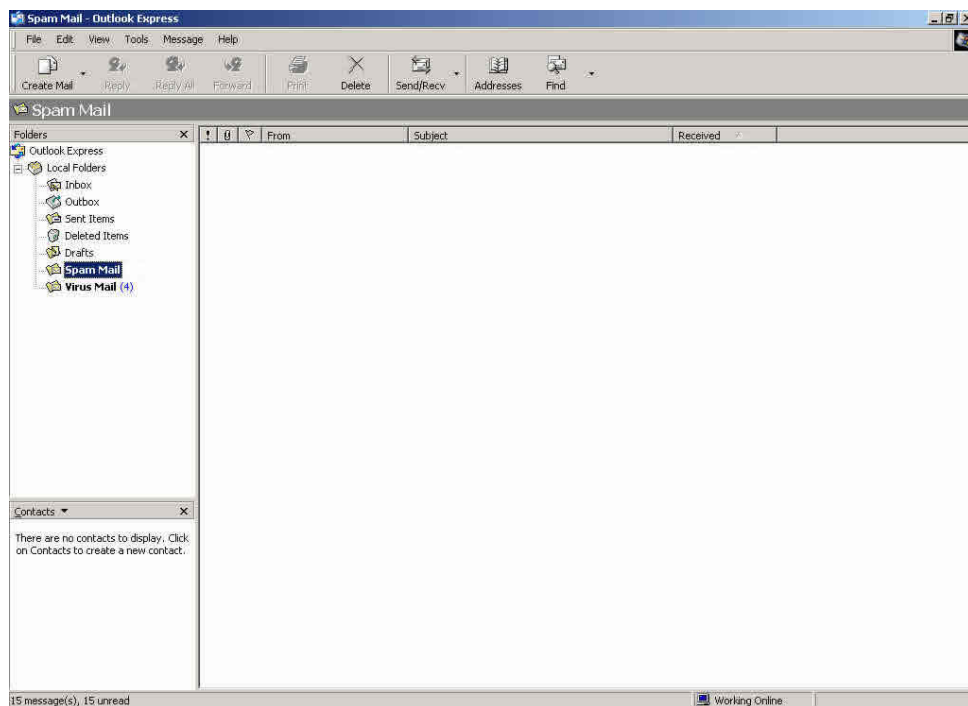 Spam Mail - Outlook Express
File Edit View Tools Message Help
Create Mail Reply Reply All Forward Print Delete Send/Recv Addresses Find
Spam Mail
Folders
! From Subject Received
Outlook Express
Local Folders
Inbox
Outbox
Sent Items
Deleted Items
Drafts
Spam Mail
Virus Mail (4)
Contacts
There are no contacts to display. Click
on Contacts to create a new contact.
15 message(s), 15 unread Working Online